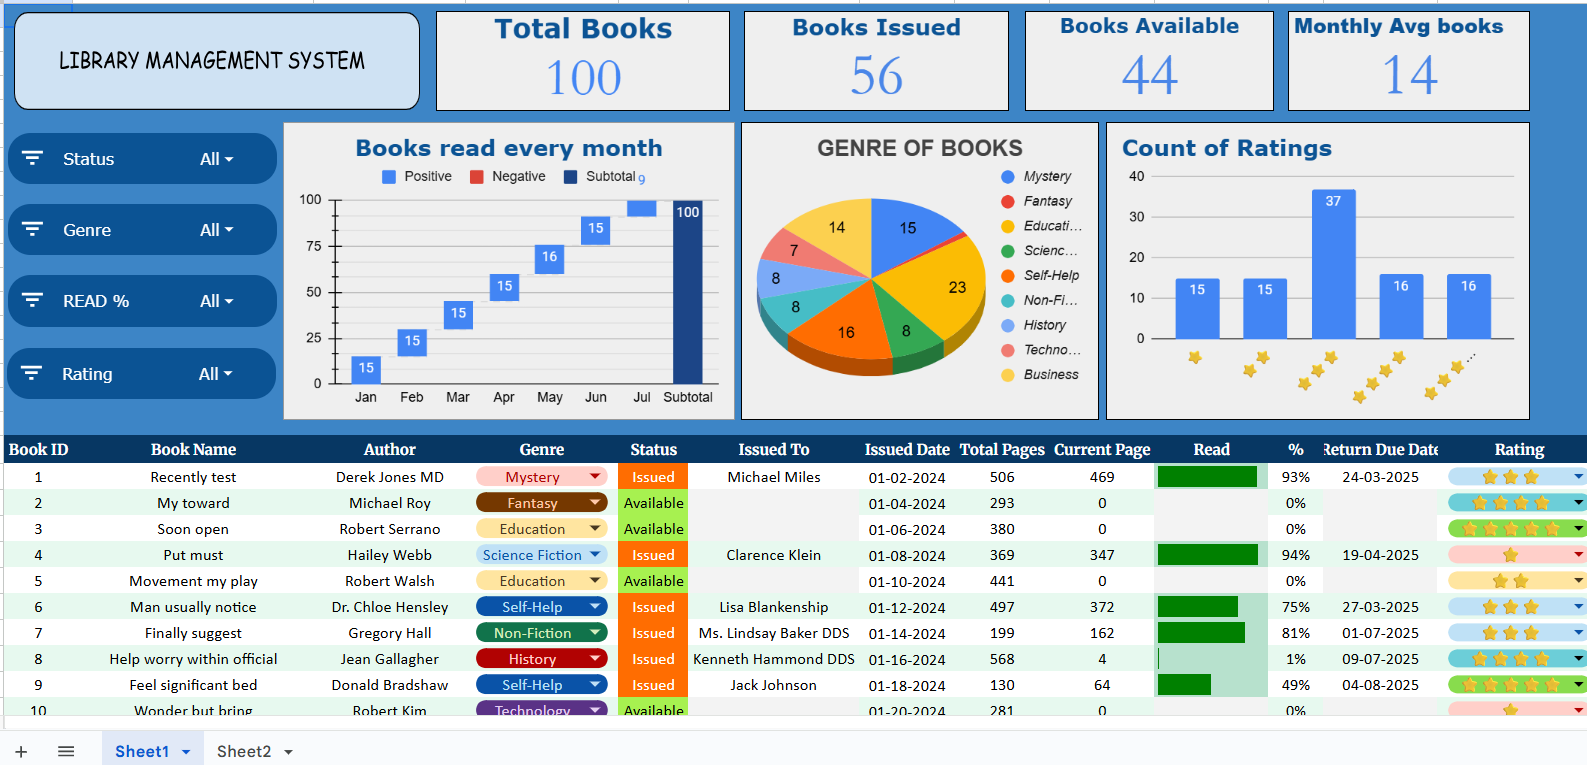 LIBRARY MANAGEMENT SYSTEM
Total Books
100
Books Issued
56
Books Available
44
Monthly Avg books
14
Status All
Genre All
READ % All
Rating All
Books read every month
Positive Negative Subtotal 9
100
75
50
25
0
15 15 15 15 16 15 100
Jan Feb Mar Apr May Jun Jul Subtotal
GENRE OF BOOKS
15
23
8
16
8
8
7
14
Mystery
Fantasy
Educati...
Scienc...
Self-Help
Non-Fi...
History
Techno...
Business
Count of Ratings
40
30
20
10
0
15 15 37 16 16
Book ID Book Name Author Genre Status Issued To Issued Date Total Pages Current Page Read % Return Due Date Rating
1 Recently test Derek Jones MD Mystery Issued Michael Miles 01-02-2024 506 469 93% 24-03-2025
2 My toward Michael Roy Fantasy Available 01-04-2024 293 0 0%
3 Soon open Robert Serrano Education Available 01-06-2024 380 0 0%
4 Put must Hailey Webb Science Fiction Issued Clarence Klein 01-08-2024 369 347 94% 19-04-2025
5 Movement my play Robert Walsh Education Available 01-10-2024 441 0 0%
6 Man usually notice Dr. Chloe Hensley Self-Help Issued Lisa Blankenship 01-12-2024 497 372 75% 27-03-2025
7 Finally suggest Gregory Hall Non-Fiction Issued Ms. Lindsay Baker DDS 01-14-2024 199 162 81% 01-07-2025
8 Help worry within official Jean Gallagher History Issued Kenneth Hammond DDS 01-16-2024 568 4 1% 09-07-2025
9 Feel significant bed Donald Bradshaw Self-Help Issued Jack Johnson 01-18-2024 130 64 49% 04-08-2025
10 Wonder but bring Robert Kim Technology Available 01-20-2024 281 0 0%
Sheet1 Sheet2